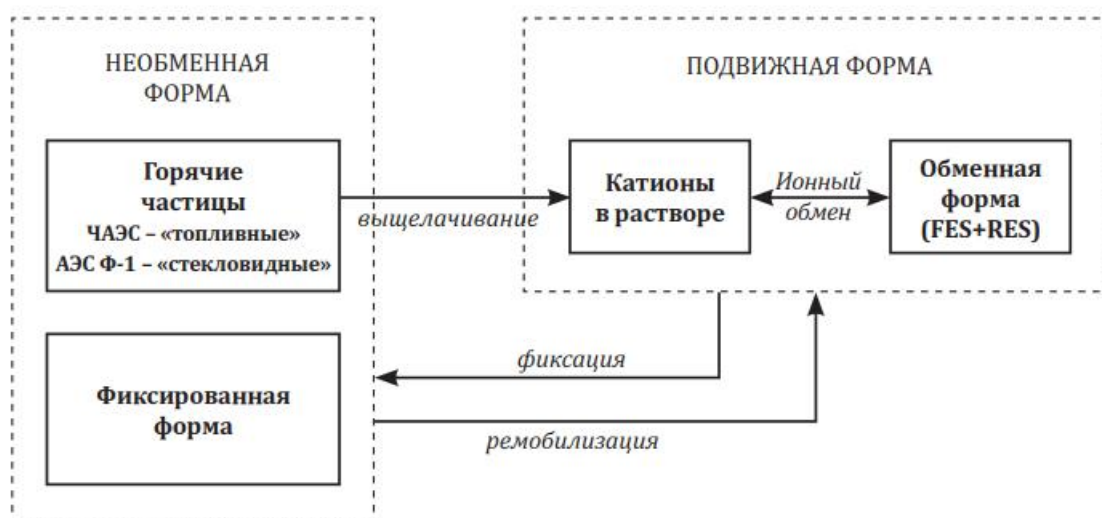 НЕОБМЕННАЯ
ФОРМА
Горячие
частицы
ЧАЭС – «топливные»
АЭС Ф-1 – «стекловидные»
Фиксированная
форма
выщелачивание
фиксация
ремобилизация
ПОДВИЖНАЯ ФОРМА
Катионы
в растворе
Ионный
обмен
Обменная
форма
(FES+RES)